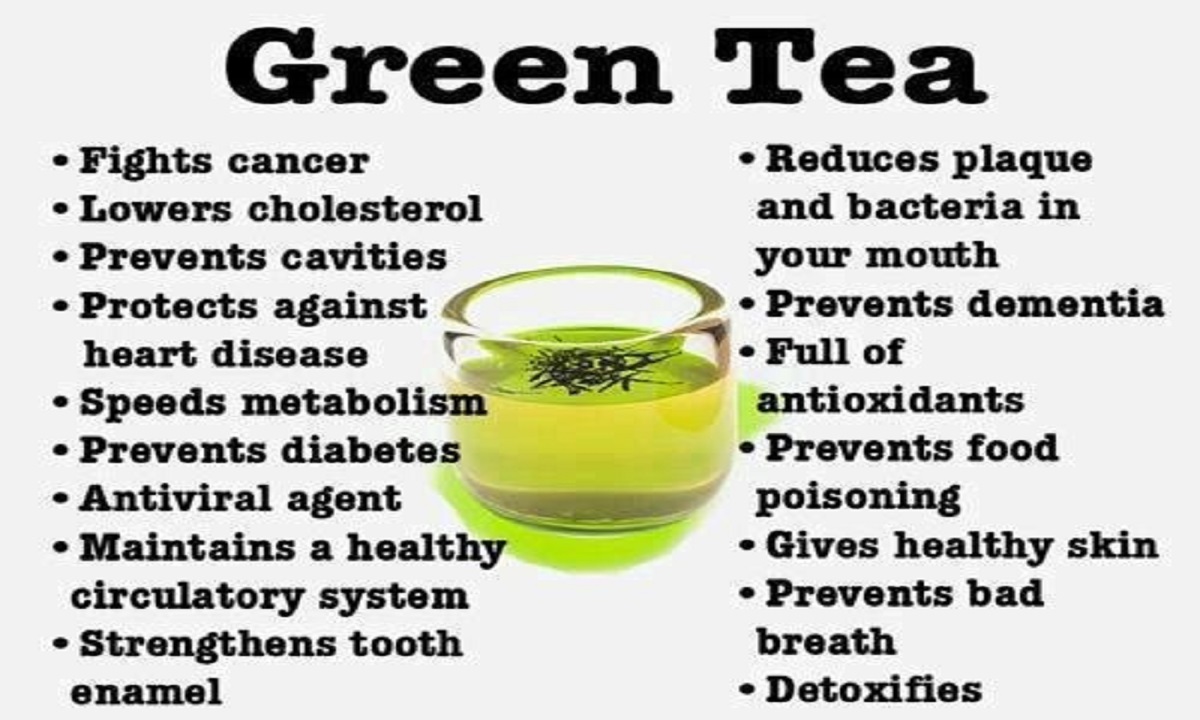 Green Tea
• Fights cancer
• Lowers cholesterol
• Prevents cavities
• Protects against
heart disease
• Speeds metabolism
• Prevents diabetes
• Antiviral agent
• Maintains a healthy
circulatory system
• Strengthens tooth
enamel
• Reduces plaque
and bacteria in
your mouth
• Prevents dementia
• Full of
antioxidants
• Prevents food
poisoning
• Gives healthy skin
• Prevents bad
breath
• Detoxifies